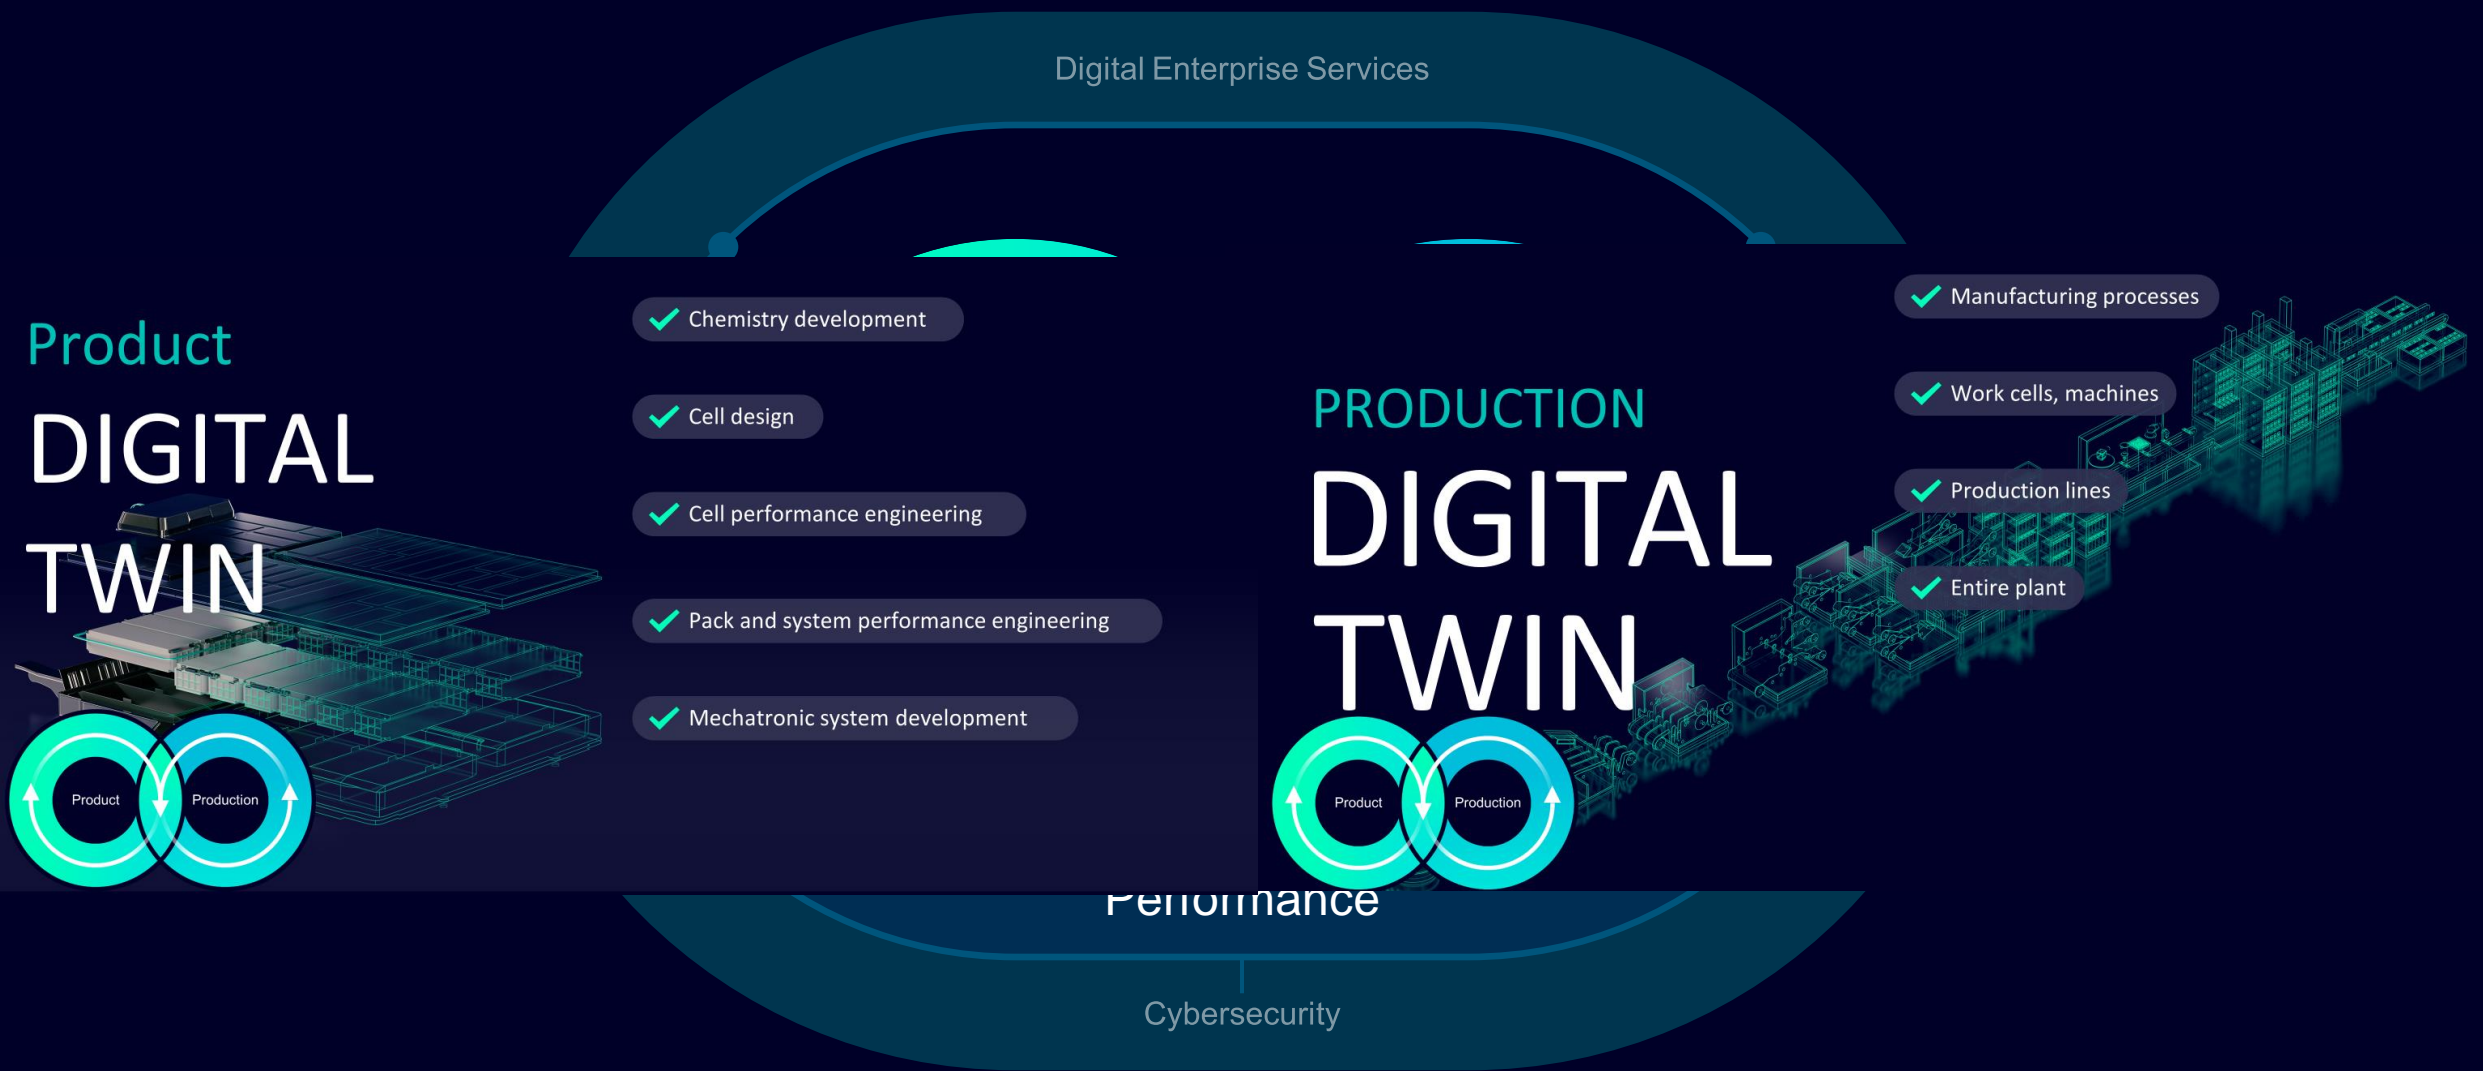 Digital Enterprise Services
Product
DIGITAL
TWIN
Chemistry development
Cell design
Cell performance engineering
Pack and system performance engineering
Mechatronic system development
Product
Production
PRODUCTION
DIGITAL
TWIN
Manufacturing processes
Work cells, machines
Production lines
Entire plant
Product
Production
Performance
Cybersecurity